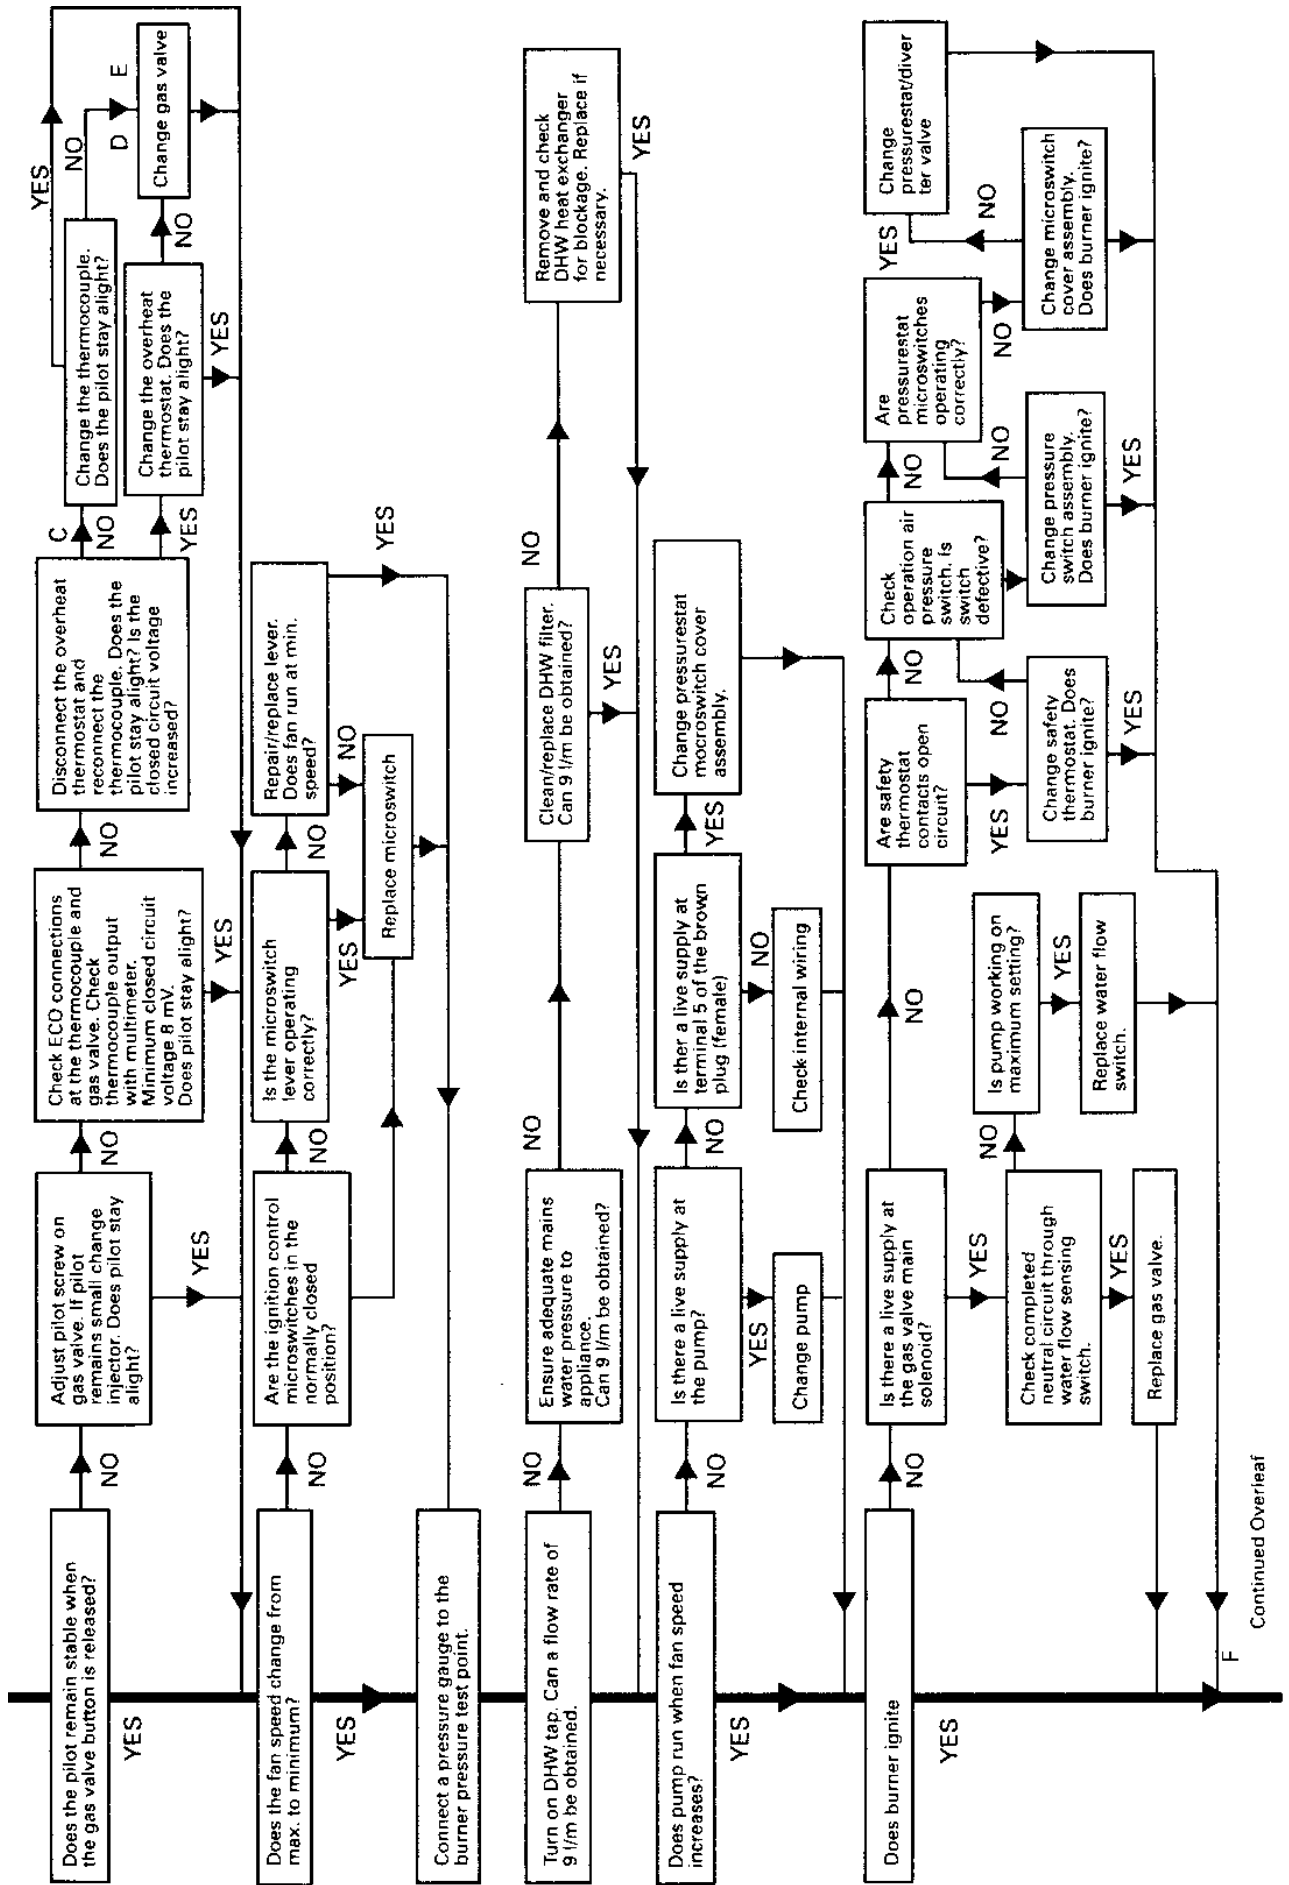 Does the pilot remain stable when
the gas valve button is released?
YES
NO
Adjust pilot screw on
gas valve. If pilot
remains small change
injector. Does pilot stay
alight?
YES
NO
Check ECO connections
at the thermocouple and
gas valve. Check
thermocouple output
with multimeter.
Minimum closed circuit
voltage 8 mV.
Does pilot stay alight?
YES
NO
Disconnect the overheat
thermostat and
reconnect the
thermocouple. Does the
pilot stay alight? Is the
closed circuit voltage
increased?
C
NO
YES
Change the thermocouple.
Does the pilot stay alight?
YES
NO
Change the overheat
thermostat. Does the
pilot stay alight?
YES
NO
D
E
Change gas valve
Does the fan speed change from
max. to minimum?
YES
NO
Are the ignition control
microswitches in the
normally closed
position?
NO
Is the microswitch
lever operating
correctly?
YES
NO
Repair/replace lever.
Does fan run at min.
speed?
NO
YES
Replace microswitch
Connect a pressure gauge to the
burner pressure test point.
Turn on DHW tap. Can a flow rate of
9 l/m be obtained.
NO
Ensure adequate mains
water pressure to
appliance.
Can 9 l/m be obtained?
NO
Clean/replace DHW filter.
Can 9 l/m be obtained?
YES
NO
Remove and check
DHW heat exchanger
for blockage. Replace if
necessary.
YES
Does pump run when fan speed
increases?
YES
NO
Is there a live supply at
the pump?
YES
NO
Change pump
Is ther a live supply at
terminal 5 of the brown
plug (female)
NO
YES
Check internal wiring
Change pressurestat
mocroswitch cover
assembly.
Does burner ignite
YES
NO
Is there a live supply at
the gas valve main
solenoid?
YES
NO
Check completed
neutral circuit through
water flow sensing
switch.
YES
NO
Replace gas valve.
Is pump working on
maximum setting?
YES
Replace water flow
switch.
Are safety
thermostat
contacts open
circuit?
YES
NO
Change safety
thermostat. Does
burner ignite?
NO
YES
Check
operation air
pressure
switch, is
switch
defective?
NO
Change pressure
switch assembly.
Does burner ignite?
NO
YES
Are
pressurestat
microswitches
operating
correctly?
YES
NO
Change microswitch
cover assembly.
Does burner ignite?
NO
Change
pressurestat/diver
ter valve
F
Continued Overleaf